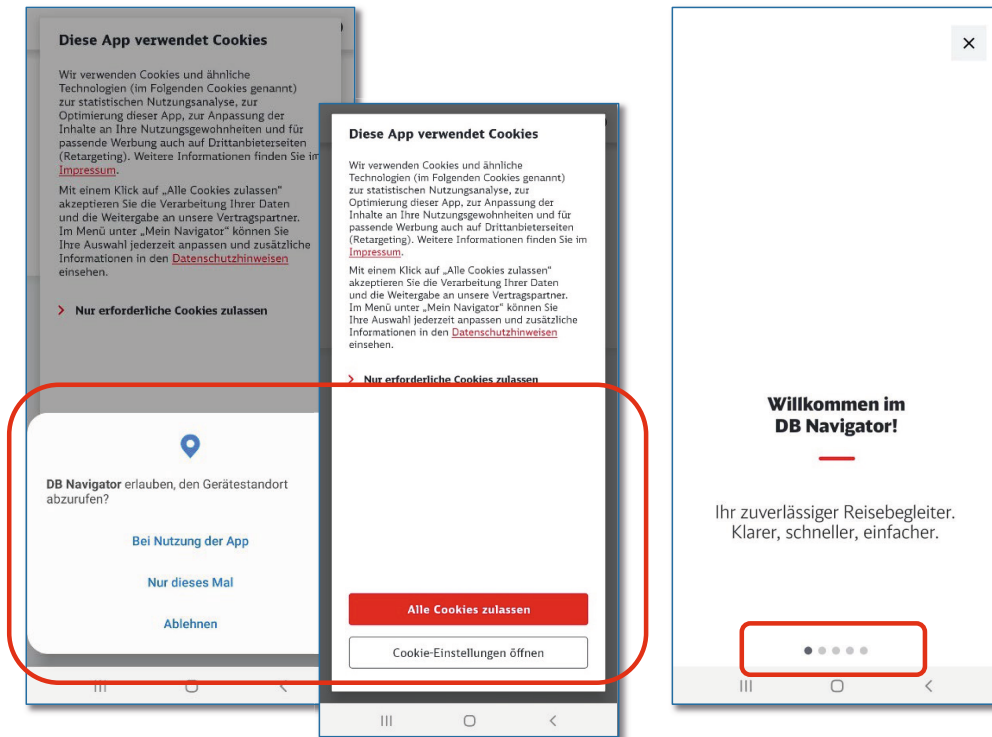 Diese App verwendet Cookies
Wir verwenden Cookies und ähnliche
Technologien (im Folgenden Cookies genannt)
zur statistischen Nutzungsanalyse, zur
Optimierung dieser App, zur Anpassung der
Inhalte an Ihre Nutzungsgewohnheiten und für
passende Werbung auch auf Drittanbieterseiten
(Retargeting). Weitere Informationen finden Sie im
Impressum.
Mit einem Klick auf „Alle Cookies zulassen“
akzeptieren Sie die Verarbeitung Ihrer Daten
und die Weitergabe an unsere Vertragspartner.
Im Menü unter „Mein Navigator“ können Sie
Ihre Auswahl jederzeit anpassen und zusätzliche
Informationen in den Datenschutzhinweisen
einsehen.
Nur erforderliche Cookies zulassen
DB Navigator erlauben, den Gerätestandort
abzurufen?
Bei Nutzung der App
Nur dieses Mal
Ablehnen
Diese App verwendet Cookies
Wir verwenden Cookies und ähnliche
Technologien (im Folgenden Cookies genannt)
zur statistischen Nutzungsanalyse, zur
Optimierung dieser App, zur Anpassung der
Inhalte an Ihre Nutzungsgewohnheiten und für
passende Werbung auch auf Drittanbieterseiten
(Retargeting). Weitere Informationen finden Sie im
Impressum.
Mit einem Klick auf „Alle Cookies zulassen“
akzeptieren Sie die Verarbeitung Ihrer Daten
und die Weitergabe an unsere Vertragspartner.
Im Menü unter „Mein Navigator“ können Sie
Ihre Auswahl jederzeit anpassen und zusätzliche
Informationen in den Datenschutzhinweisen
einsehen.
Nur erforderliche Cookies zulassen
Alle Cookies zulassen
Cookie-Einstellungen öffnen
Willkommen im
DB Navigator!
Ihr zuverlässiger Reisebegleiter.
Klarer, schneller, einfacher.